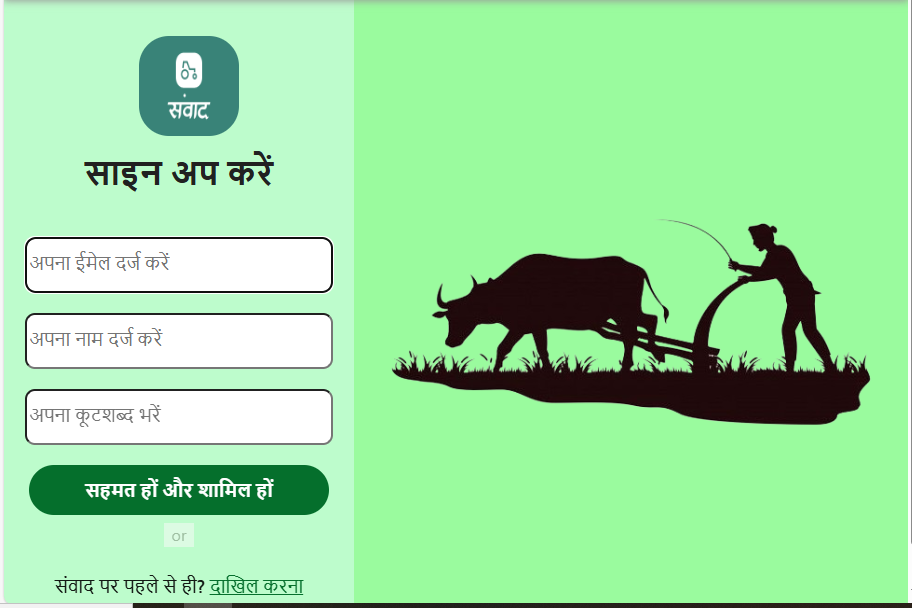 संवाद
साइन अप करें
अपना ईमेल दर्ज करें
अपना नाम दर्ज करें
अपना कूटशब्द भरें
सहमत हों और शामिल हों
or
संवाद पर पहले से ही? दाखिल करना